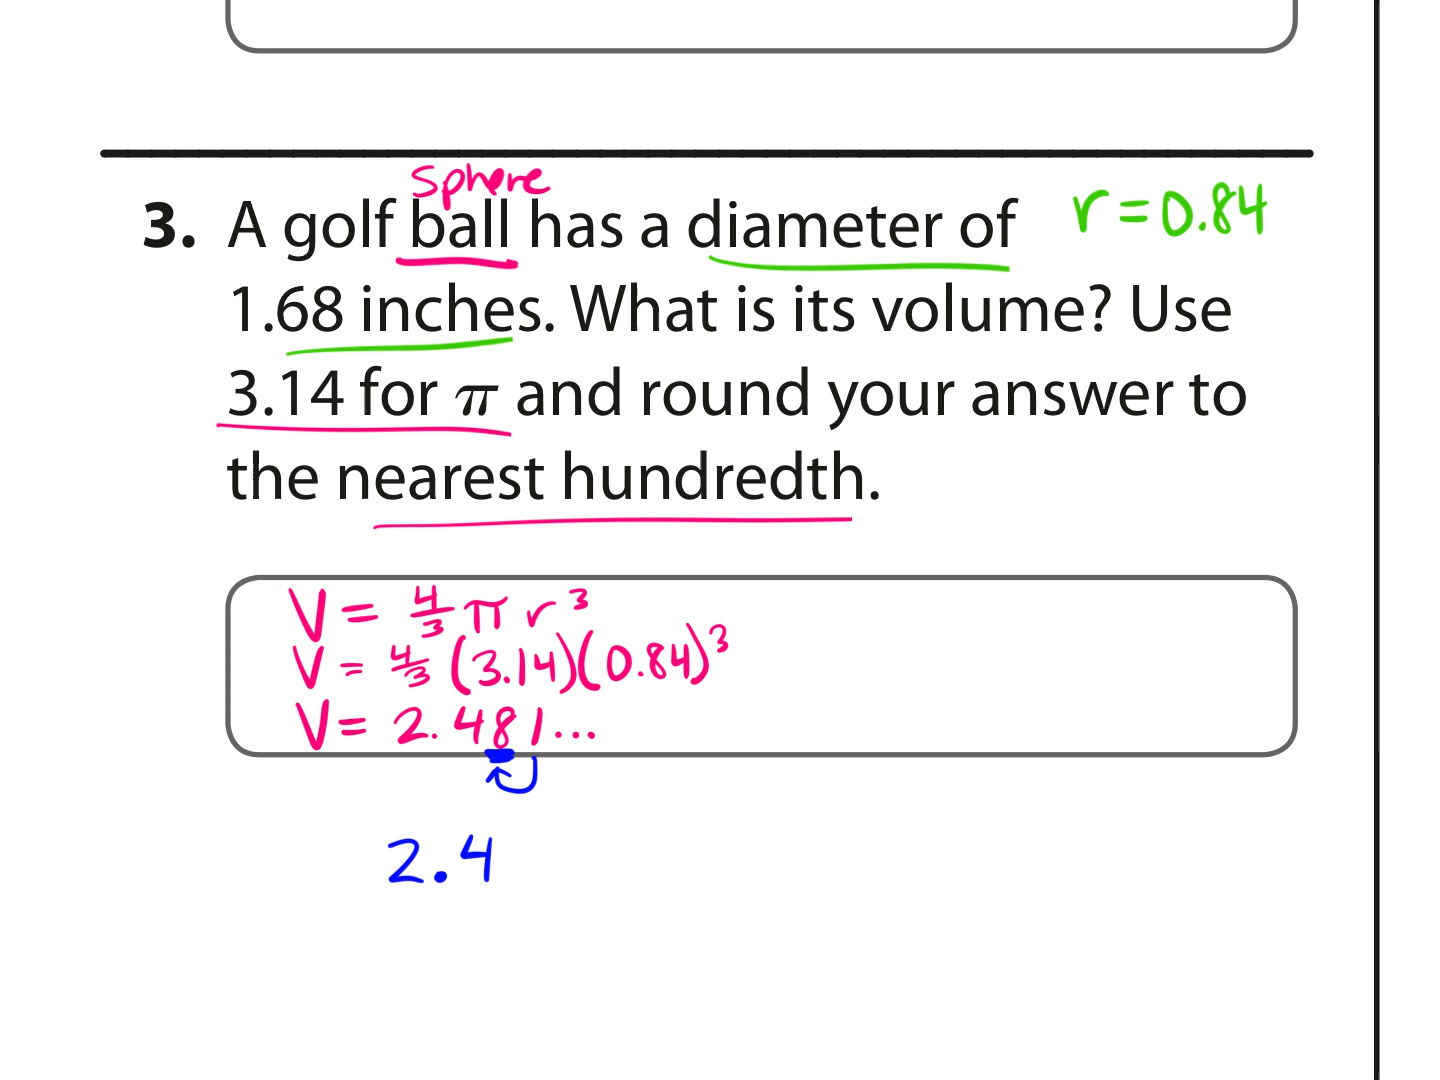 sphere
3. A golf ball has a diameter of r = 0.84
1.68 inches. What is its volume? Use
3.14 for π and round your answer to
the nearest hundredth.
V = 4/3 π r³
V = 4/3 (3.14)(0.84)³
V = 2.481...
2.4